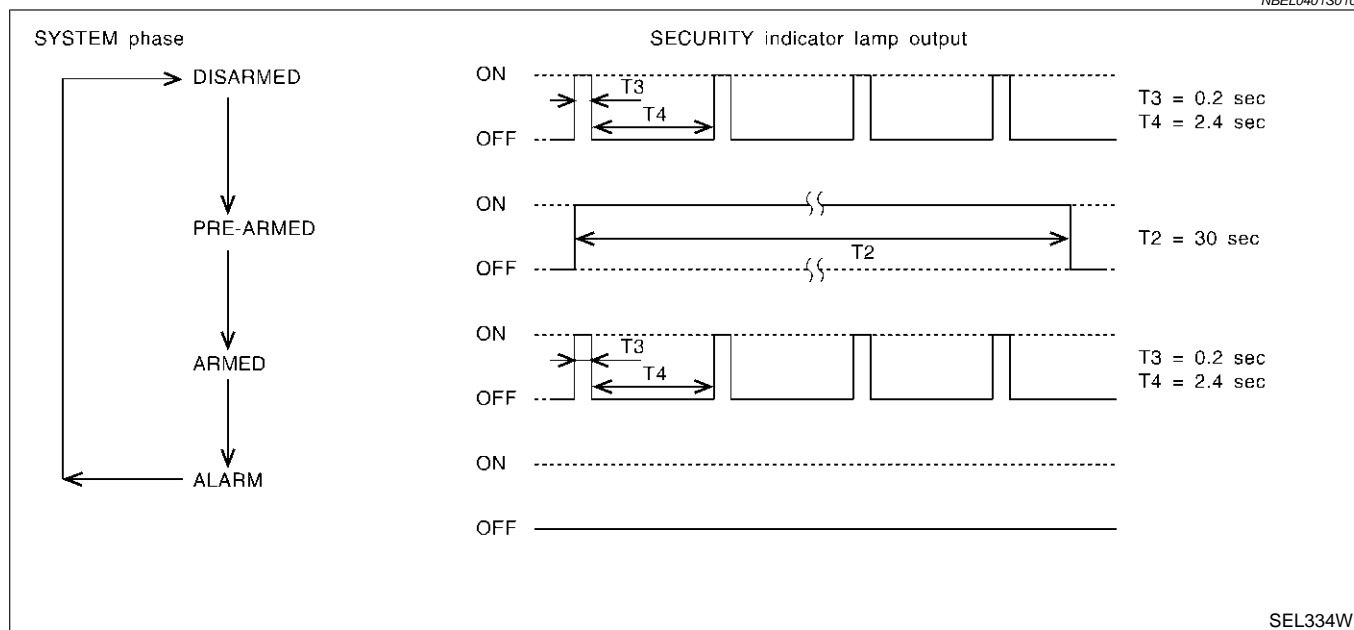 NBEL0401S010
SYSTEM phase
SECURITY indicator lamp output
DISARMED
ON
T3
T4
OFF
T3 = 0.2 sec
T4 = 2.4 sec
PRE-ARMED
ON
T2
OFF
T2 = 30 sec
ARMED
ON
T3
T4
OFF
T3 = 0.2 sec
T4 = 2.4 sec
ALARM
ON
OFF
SEL334W